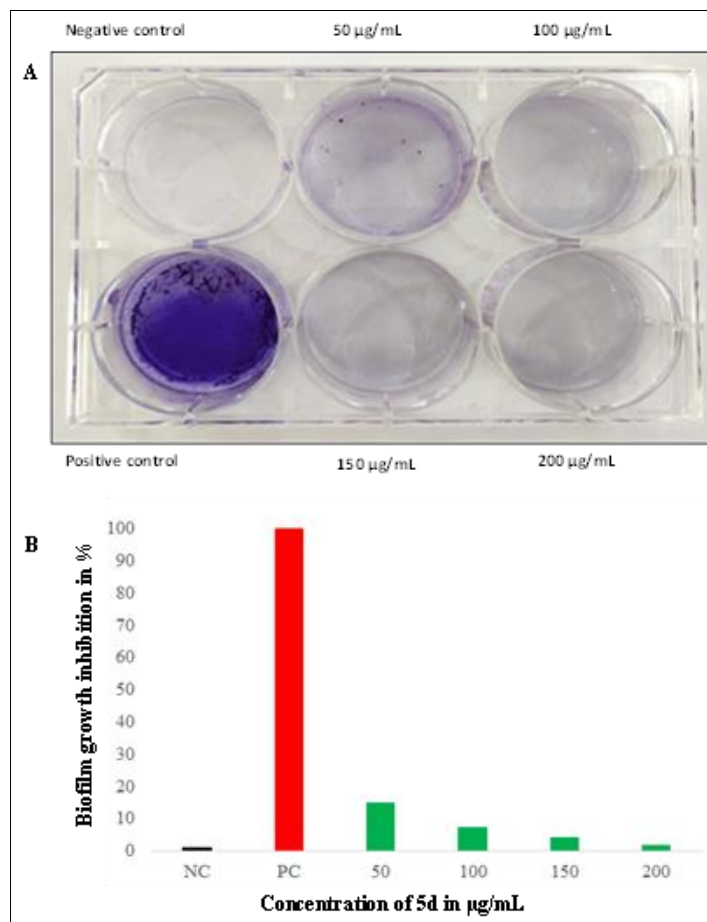 Negative control 50 µg/mL 100 µg/mL
A
Positive control 150 µg/mL 200 µg/mL
B
Biofilm growth inhibition in %
100
90
80
70
60
50
40
30
20
10
0
NC PC 50 100 150 200
Concentration of 5d in µg/mL